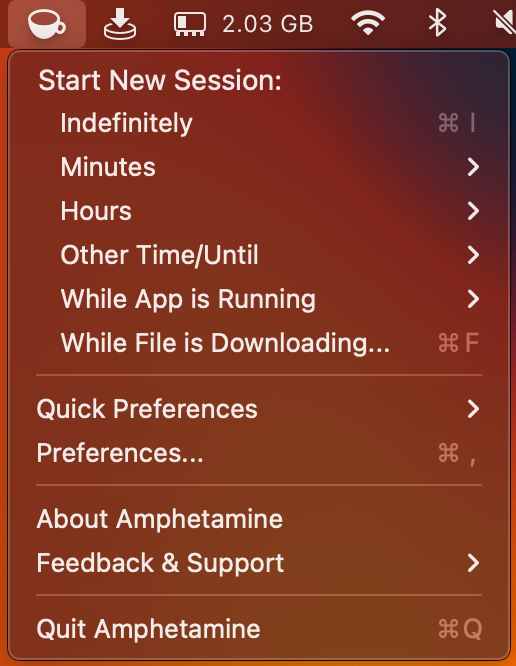 2.03 GB
Start New Session:
Indefinitely ⌘ I
Minutes
Hours
Other Time/Until
While App is Running
While File is Downloading... ⌘ F
Quick Preferences
Preferences... ⌘ ,
About Amphetamine
Feedback & Support
Quit Amphetamine ⌘ Q